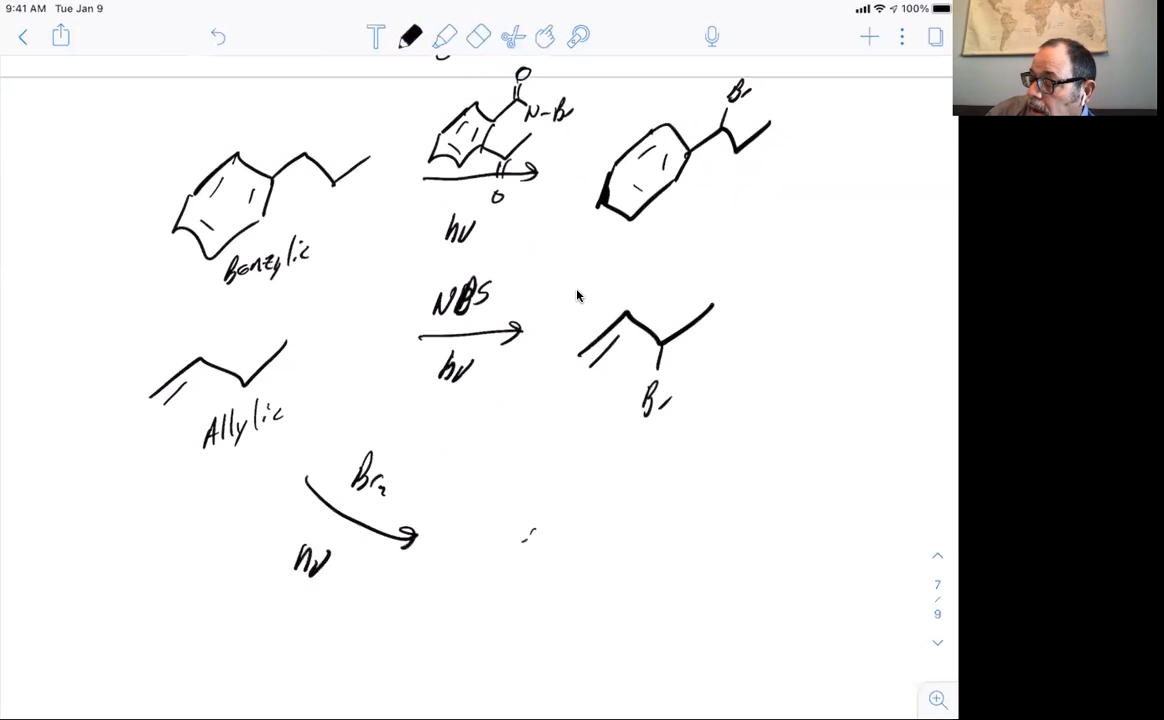 9:41 AM Tue Jan 9
100%
T
O
N-Br
O
hν
Br
Benzylic
NBS
hν
Allylic
Br
Br₂
hν
7
/
9